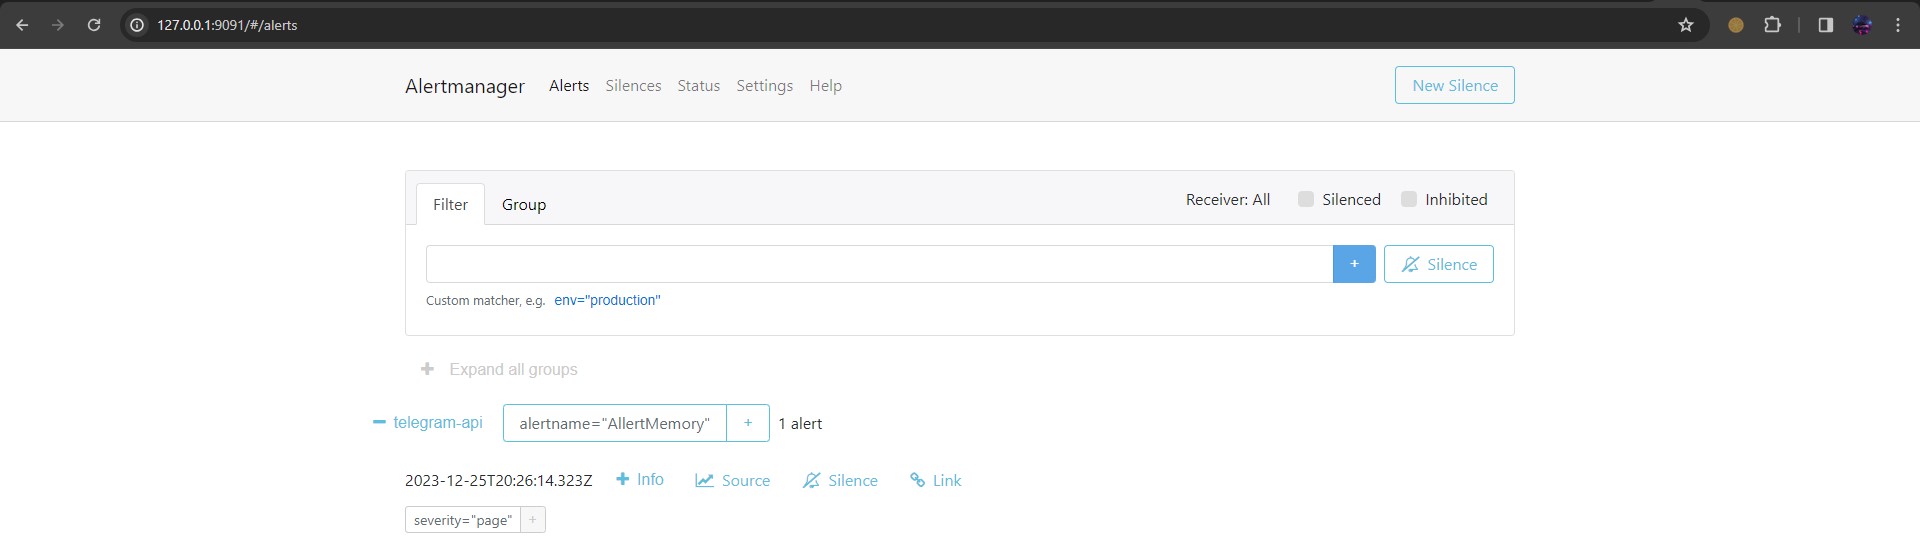 127.0.0.1:9091/#/alerts
Alertmanager Alerts Silences Status Settings Help New Silence
Filter Group Receiver: All Silenced Inhibited
+ Silence
Custom matcher, e.g. env="production"
+ Expand all groups
− telegram-api alertname="AllertMemory" + 1 alert
2023-12-25T20:26:14.323Z + Info Source Silence Link
severity="page" +